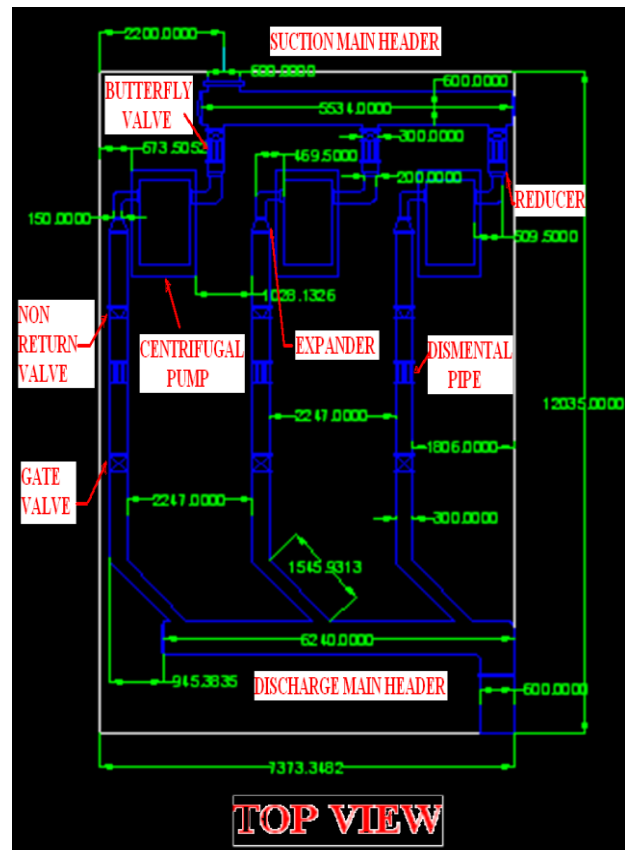 2200.0000
SUCTION MAIN HEADER
600.0000
600.0000
BUTTERFLY
VALVE
5534.0000
300.0000
673.5052
469.5000
200.0000
REDUCER
150.0000
509.5000
1028.1326
NON
RETURN
VALVE
CENTRIFUGAL
PUMP
EXPANDER
DISMENTAL
PIPE
12035.0000
2247.0000
1806.0000
GATE
VALVE
2247.0000
300.0000
1545.9313
6240.0000
945.3835
DISCHARGE MAIN HEADER
600.0000
7373.3482
TOP VIEW